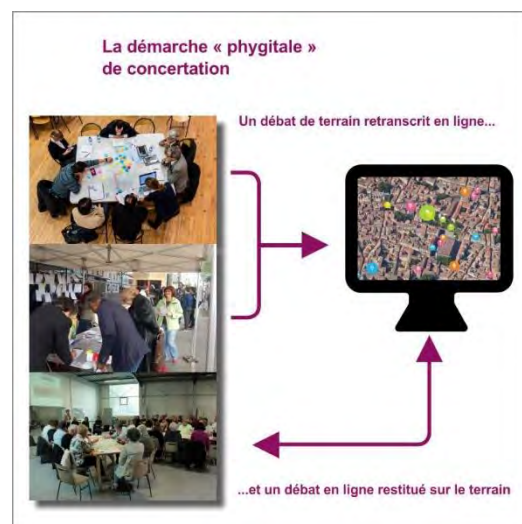 La démarche « phygitale »
de concertation
Un débat de terrain retranscrit en ligne...
...et un débat en ligne restitué sur le terrain